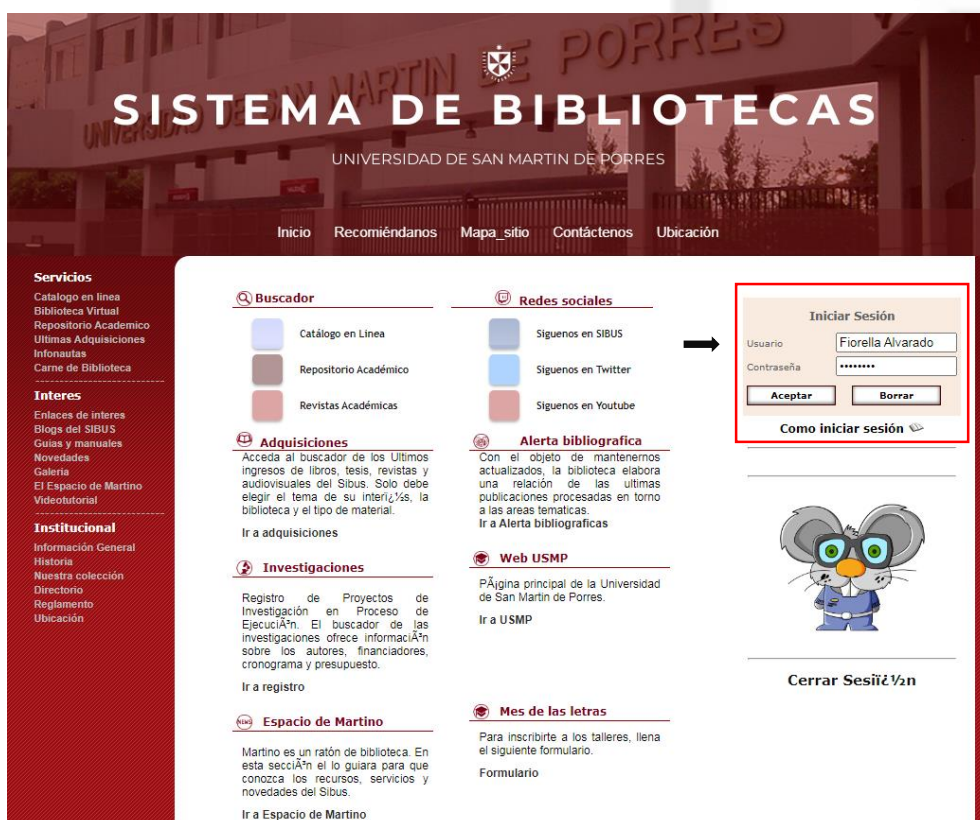 UNIVERSIDAD DE SAN MARTIN DE PORRES
SISTEMA DE BIBLIOTECAS
UNIVERSIDAD DE SAN MARTIN DE PORRES
Inicio Recomiéndanos Mapa_sitio Contáctenos Ubicación
Servicios
Catalogo en linea
Biblioteca Virtual
Repositorio Academico
Ultimas Adquisiciones
Infonautas
Carne de Biblioteca
Interes
Enlaces de interes
Blogs del SIBUS
Guias y manuales
Novedades
Galeria
El Espacio de Martino
Videotutorial
Institucional
Información General
Historia
Nuestra colección
Directorio
Reglamento
Ubicación
Buscador
Catálogo en Linea
Repositorio Académico
Revistas Académicas
Adquisiciones
Acceda al buscador de los Ultimos
ingresos de libros, tesis, revistas y
audiovisuales del Sibus. Solo debe
elegir el tema de su interï¿½s, la
biblioteca y el tipo de material.
Ir a adquisiciones
Investigaciones
Registro de Proyectos de
Investigación en Proceso de
EjecuciÃ³n. El buscador de las
investigaciones ofrece informaciÃ³n
sobre los autores, financiadores,
cronograma y presupuesto.
Ir a registro
NEWS
Espacio de Martino
Martino es un ratón de biblioteca. En
esta secciÃ³n el lo guiara para que
conozca los recursos, servicios y
novedades del Sibus.
Ir a Espacio de Martino
Redes sociales
Siguenos en SIBUS
Siguenos en Twitter
Siguenos en Youtube
Alerta bibliografica
Con el objeto de mantenernos
actualizados, la biblioteca elabora
una relación de las ultimas
publicaciones procesadas en torno
a las areas tematicas.
Ir a Alerta bibliograficas
Web USMP
PÃ¡gina principal de la Universidad
de San Martin de Porres.
Ir a USMP
Mes de las letras
Para inscribirte a los talleres, llena
el siguiente formulario.
Formulario
Iniciar Sesión
Usuario Fiorella Alvarado
Contraseña ••••••••
Aceptar Borrar
Como iniciar sesión
Cerrar Sesiï¿½n